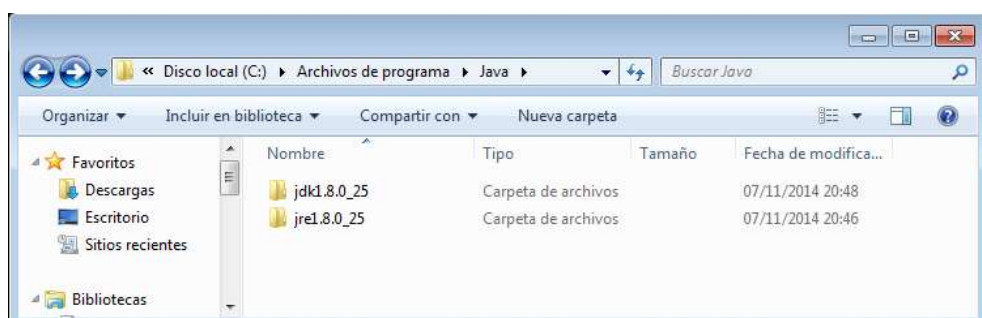 « Disco local (C:) ▸ Archivos de programa ▸ Java ▸ Buscar Java
Organizar Incluir en biblioteca Compartir con Nueva carpeta
Favoritos
Descargas
Escritorio
Sitios recientes
Bibliotecas
Nombre Tipo Tamaño Fecha de modifica...
jdk1.8.0_25 Carpeta de archivos 07/11/2014 20:48
jre1.8.0_25 Carpeta de archivos 07/11/2014 20:46